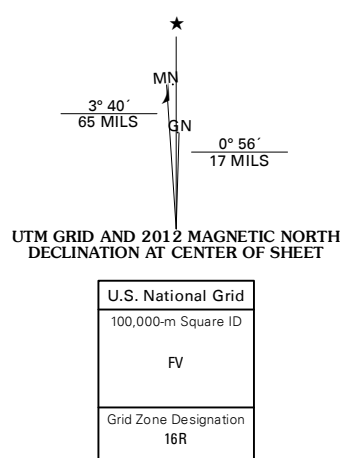 ★
MN
3° 40´
65 MILS
GN
0° 56´
17 MILS
UTM GRID AND 2012 MAGNETIC NORTH
DECLINATION AT CENTER OF SHEET
U.S. National Grid
100,000-m Square ID
FV
Grid Zone Designation
16R